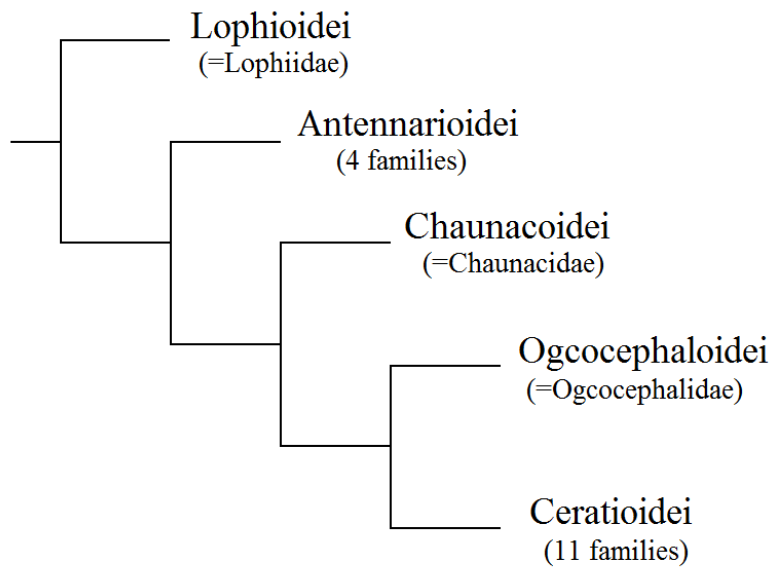 Lophioidei
(=Lophiidae)
Antennarioidei
(4 families)
Chaunacoidei
(=Chaunacidae)
Ogcocephaloidei
(=Ogcocephalidae)
Ceratioidei
(11 families)